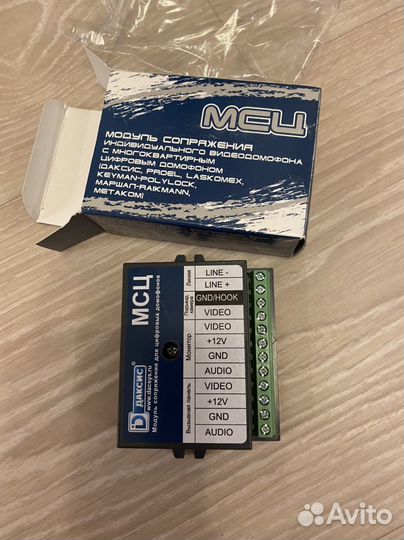 МСЦ
МОДУЛЬ СОПРЯЖЕНИЯ
ИНДИВИДУАЛЬНОГО ВИДЕОДОМОФОНА
С МНОГОКВАРТИРНЫМ
ЦИФРОВЫМ ДОМОФОНОМ
(ДАКСИС, PROEL, LASKOMEX,
KEYMAN-POLYLOCK,
МАРШАЛ-RAIKMANN,
МЕТАКОМ)
МСЦ
ДАКСИС
www.dacsys.ru
Модуль сопряжения для цифровых домофонов
Линия
LINE -
LINE +
Подъезд. камера
GND/HOOK
VIDEO
Монитор
VIDEO
+12V
GND
AUDIO
Вызывная панель
VIDEO
+12V
GND
AUDIO
Avito